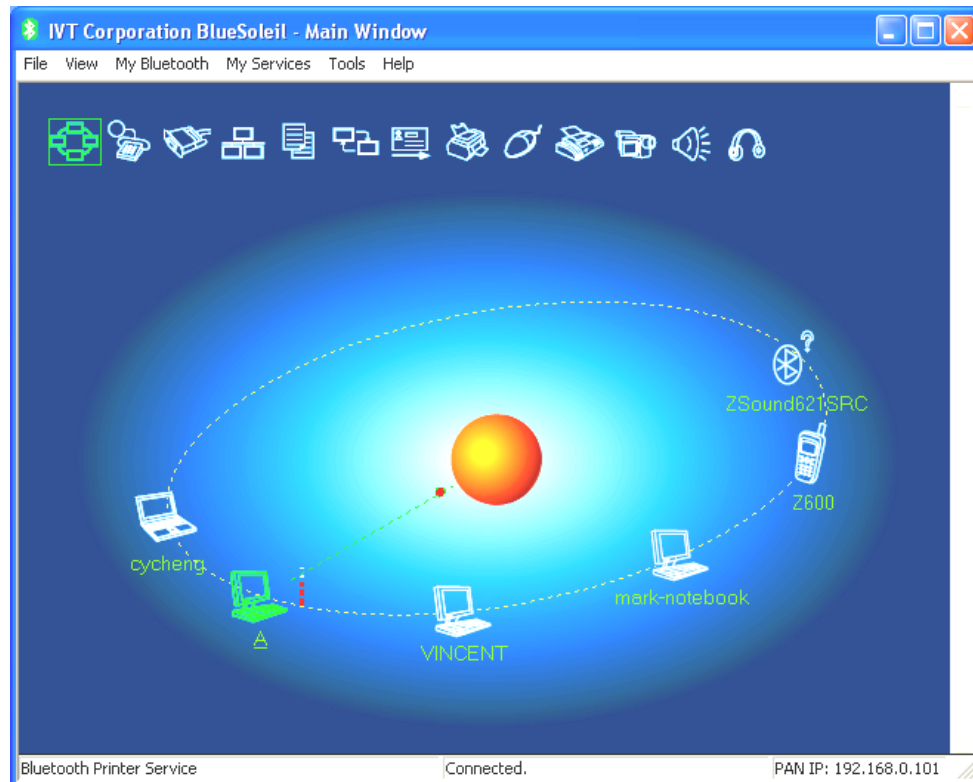 IVT Corporation BlueSoleil - Main Window
File View My Bluetooth My Services Tools Help
ZSound621SRC
Z600
cycheng
mark-notebook
A
VINCENT
Bluetooth Printer Service Connected. PAN IP: 192.168.0.101